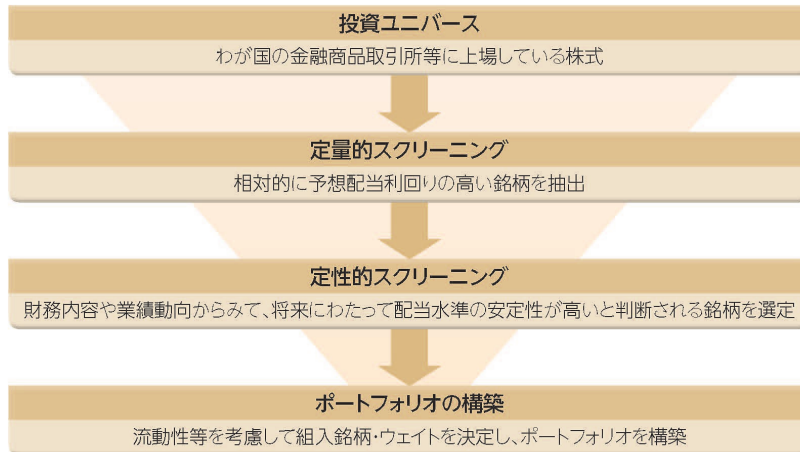 投資ユニバース
わが国の金融商品取引所等に上場している株式
定量的スクリーニング
相対的に予想配当利回りの高い銘柄を抽出
定性的スクリーニング
財務内容や業績動向からみて、将来にわたって配当水準の安定性が高いと判断される銘柄を選定
ポートフォリオの構築
流動性等を考慮して組入銘柄・ウェイトを決定し、ポートフォリオを構築